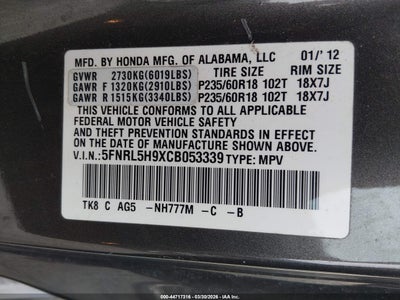 MFD. BY HONDA MFG. OF ALABAMA, LLC 01/'12
GVWR 2730KG(6019LBS) TIRE SIZE RIM SIZE
GAWR F 1320KG(2910LBS) P235/60R18 102T 18X7J
GAWR R 1515KG(3340LBS) P235/60R18 102T 18X7J
THIS VEHICLE CONFORMS TO ALL APPLICABLE
FEDERAL MOTOR VEHICLE SAFETY AND THEFT
PREVENTION STANDARDS IN EFFECT ON THE
DATE OF MANUFACTURE SHOWN ABOVE.
V.I.N.: 5FNRL5H9XCB053339 TYPE: MPV
TK8 C AG5 -NH777M -C -B
©-44717316 - 03/30/2026 - IAA, Inc.